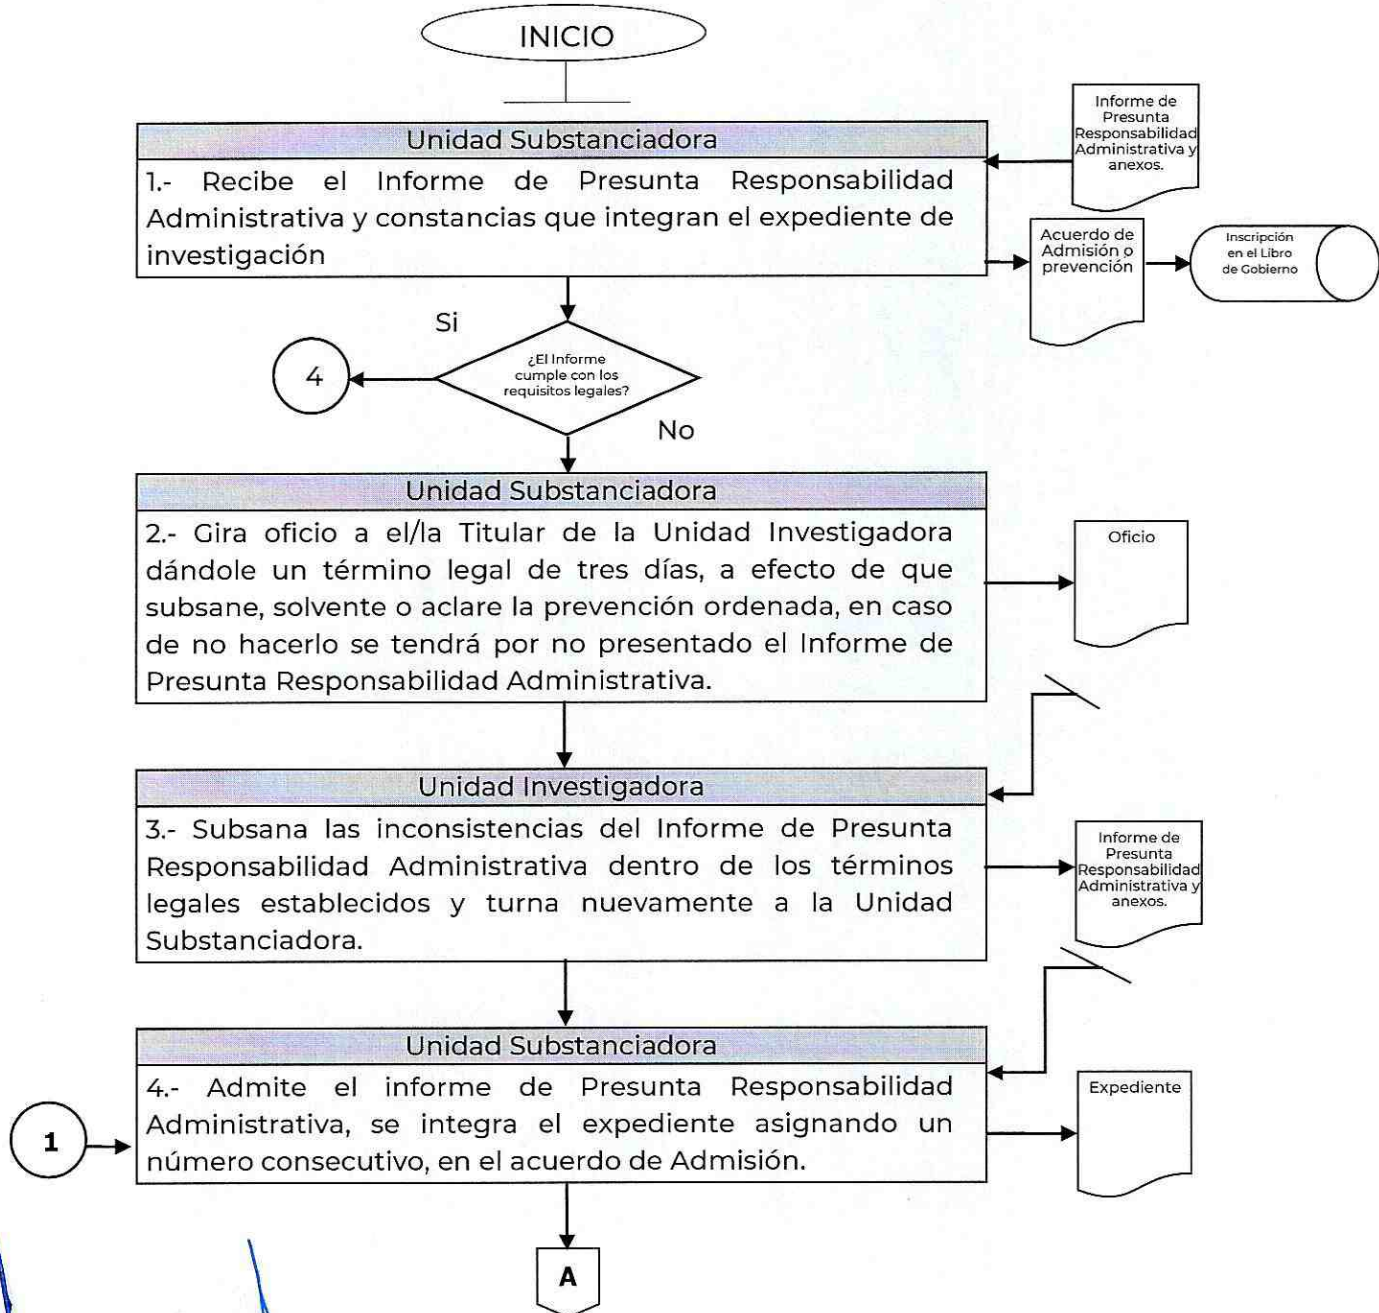 INICIO
Unidad Substanciadora
1.- Recibe el Informe de Presunta Responsabilidad
Administrativa y constancias que integran el expediente de
investigación
Informe de
Presunta
Responsabilidad
Administrativa y
anexos.
Acuerdo de
Admisión o
prevención
Inscripción
en el Libro
de Gobierno
Si
4
¿El Informe
cumple con los
requisitos legales?
No
Unidad Substanciadora
2.- Gira oficio a el/la Titular de la Unidad Investigadora
dándole un término legal de tres días, a efecto de que
subsane, solvente o aclare la prevención ordenada, en caso
de no hacerlo se tendrá por no presentado el Informe de
Presunta Responsabilidad Administrativa.
Oficio
Unidad Investigadora
3.- Subsana las inconsistencias del Informe de Presunta
Responsabilidad Administrativa dentro de los términos
legales establecidos y turna nuevamente a la Unidad
Substanciadora.
Informe de
Presunta
Responsabilidad
Administrativa y
anexos.
Unidad Substanciadora
4.- Admite el informe de Presunta Responsabilidad
Administrativa, se integra el expediente asignando un
número consecutivo, en el acuerdo de Admisión.
Expediente
1
A